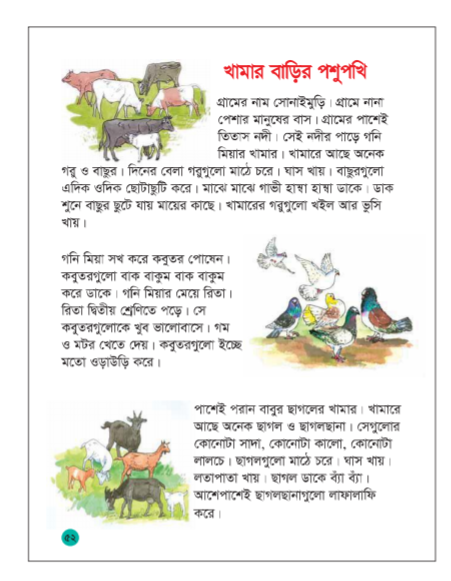 খামার বাড়ির পশুপখি
গ্রামের নাম সোনাইমুড়ি। গ্রামে নানা
পেশার মানুষের বাস। গ্রামের পাশেই
তিতাস নদী। সেই নদীর পাড়ে গনি
মিয়ার খামার। খামারে আছে অনেক
গরু ও বাছুর। দিনের বেলা গরুগুলো মাঠে চরে। ঘাস খায়। বাছুরগুলো
এদিক ওদিক ছোটাছুটি করে। মাঝে মাঝে গাভী হাম্বা হাম্বা ডাকে। ডাক
শুনে বাছুর ছুটে যায় মায়ের কাছে। খামারের গরুগুলো খইল আর ভুসি
খায়।
গনি মিয়া সখ করে কবুতর পোষেন।
কবুতরগুলো বাক বাকুম বাক বাকুম
করে ডাকে। গনি মিয়ার মেয়ে রিতা।
রিতা দ্বিতীয় শ্রেণিতে পড়ে। সে
কবুতরগুলোকে খুব ভালোবাসে। গম
ও মটর খেতে দেয়। কবুতরগুলো ইচ্ছে
মতো ওড়াউড়ি করে।
পাশেই পরান বাবুর ছাগলের খামার। খামারে
আছে অনেক ছাগল ও ছাগলছানা। সেগুলোর
কোনোটা সাদা, কোনোটা কালো, কোনোটা
লালচে। ছাগলগুলো মাঠে চরে। ঘাস খায়।
লতাপাতা খায়। ছাগল ডাকে ব্যাঁ ব্যাঁ।
আশেপাশেই ছাগলছানাগুলো লাফালাফি
করে।
৫২